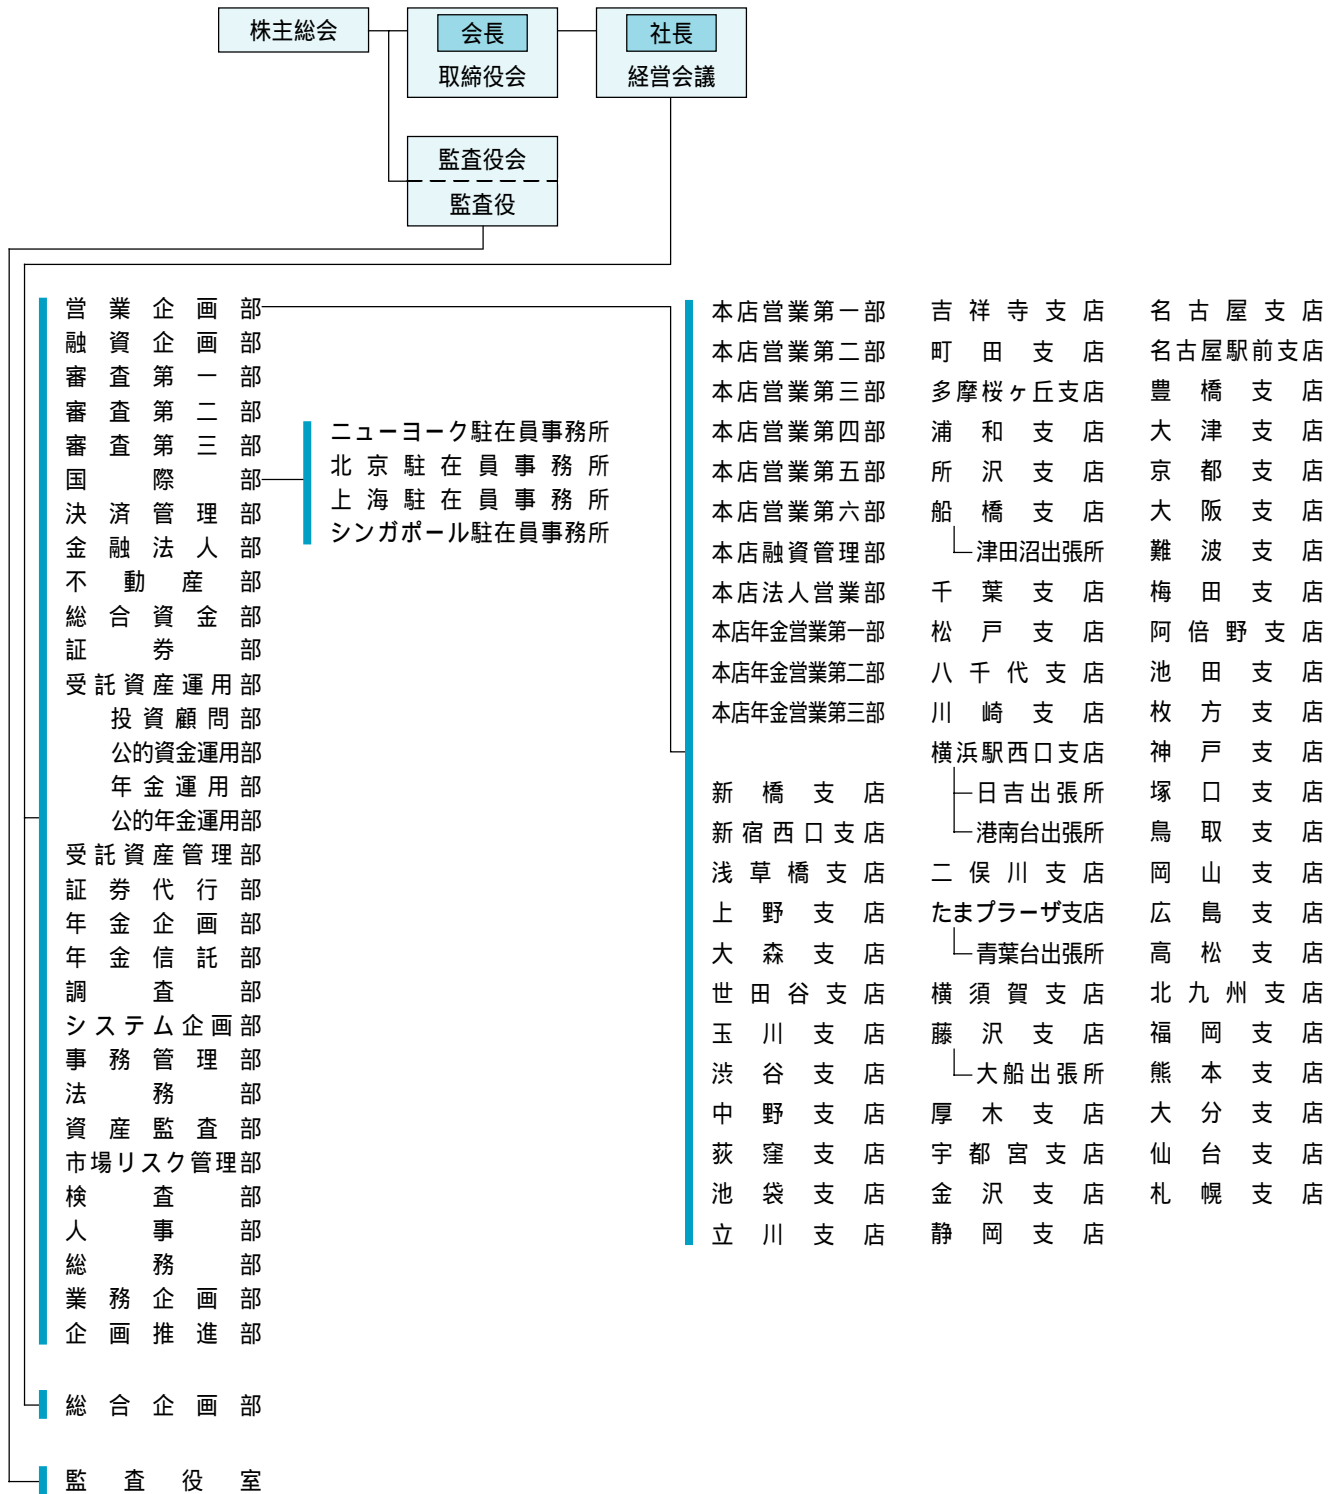 株主総会
会長
取締役会
社長
経営会議
監査役会
監査役
営業企画部
融資企画部
審査第一部
審査第二部
審査第三部
国際部
決済管理部
金融法人部
不動産部
総合資金部
証券部
受託資産運用部
投資顧問部
公的資金運用部
年金運用部
公的年金運用部
受託資産管理部
証券代行部
年金企画部
年金信託部
調査部
システム企画部
事務管理部
法務部
資産監査部
市場リスク管理部
検査部
人事部
総務部
業務企画部
企画推進部
総合企画部
監査役室
ニューヨーク駐在員事務所
北京駐在員事務所
上海駐在員事務所
シンガポール駐在員事務所
本店営業第一部
本店営業第二部
本店営業第三部
本店営業第四部
本店営業第五部
本店営業第六部
本店融資管理部
本店法人営業部
本店年金営業第一部
本店年金営業第二部
本店年金営業第三部
新橋支店
新宿西口支店
浅草橋支店
上野支店
大森支店
世田谷支店
玉川支店
渋谷支店
中野支店
荻窪支店
池袋支店
立川支店
吉祥寺支店
町田支店
多摩桜ヶ丘支店
浦和支店
所沢支店
船橋支店
津田沼出張所
千葉支店
松戸支店
八千代支店
川崎支店
横浜駅西口支店
日吉出張所
港南台出張所
二俣川支店
たまプラーザ支店
青葉台出張所
横須賀支店
藤沢支店
大船出張所
厚木支店
宇都宮支店
金沢支店
静岡支店
名古屋支店
名古屋駅前支店
豊橋支店
大津支店
京都支店
大阪支店
難波支店
梅田支店
阿倍野支店
池田支店
枚方支店
神戸支店
塚口支店
鳥取支店
岡山支店
広島支店
高松支店
北九州支店
福岡支店
熊本支店
大分支店
仙台支店
札幌支店